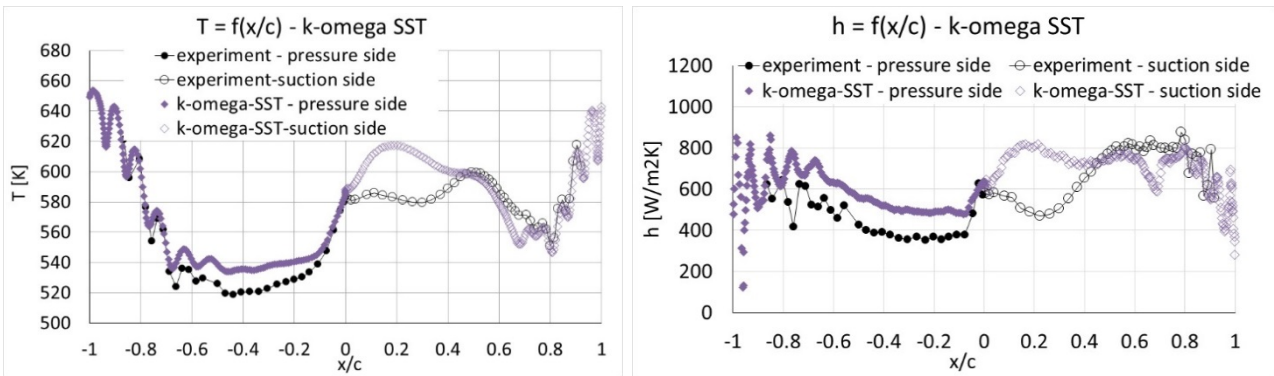 T = f(x/c) - k-omega SST
680
660
640
620
600
580
560
540
520
500
T [K]
experiment - pressure side
experiment-suction side
k-omega-SST - pressure side
k-omega-SST-suction side
-1 -0.8 -0.6 -0.4 -0.2 0 0.2 0.4 0.6 0.8 1
x/c
h = f(x/c) - k-omega SST
experiment - pressure side experiment - suction side
k-omega-SST - pressure side k-omega-SST - suction side
1200
1000
800
600
400
200
0
h [W/m2K]
-1 -0.8 -0.6 -0.4 -0.2 0 0.2 0.4 0.6 0.8 1
x/c